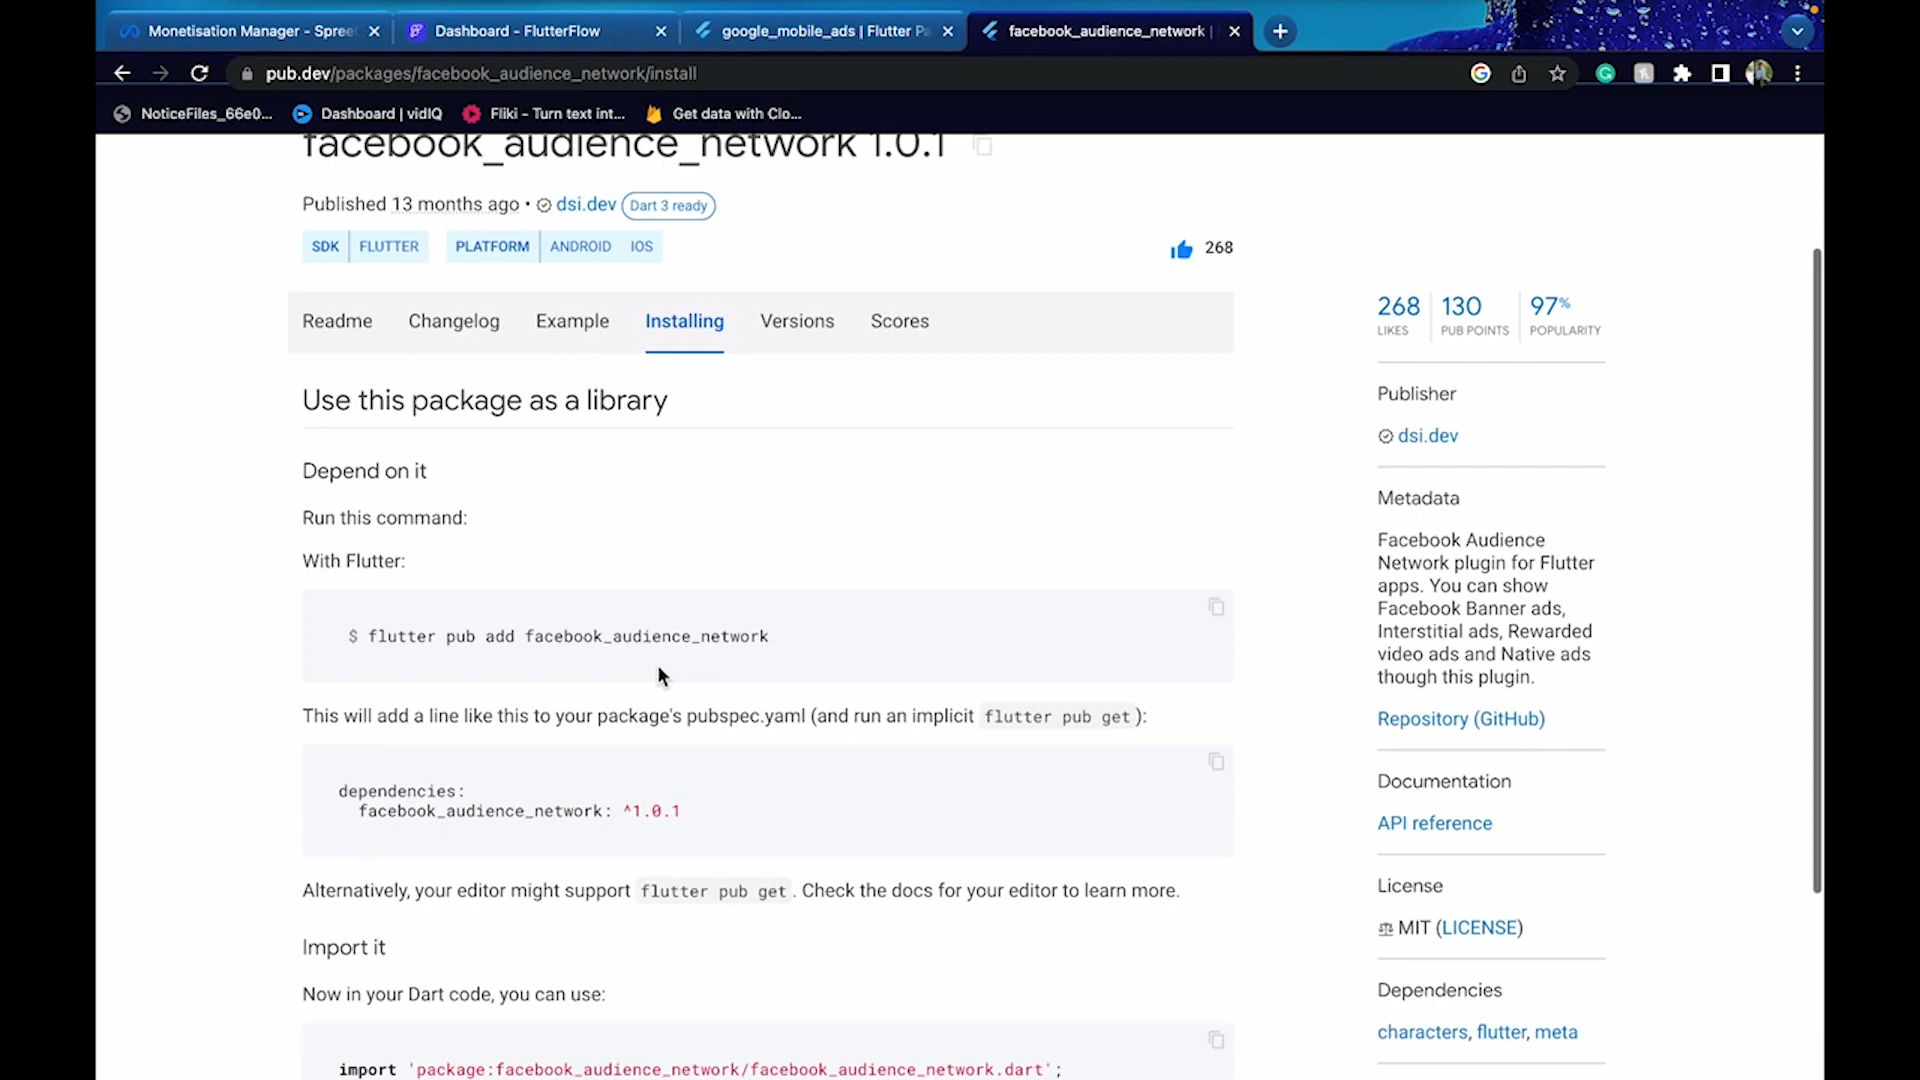 Monetisation Manager - Spree
Dashboard - FlutterFlow
google_mobile_ads | Flutter Pa
facebook_audience_network |
pub.dev/packages/facebook_audience_network/install
NoticeFiles_66e0...
Dashboard | vidIQ
Fliki - Turn text int...
Get data with Clo...
facebook_audience_network 1.0.1
Published 13 months ago • dsi.dev Dart 3 ready
SDK FLUTTER PLATFORM ANDROID IOS
268
Readme Changelog Example Installing Versions Scores
Use this package as a library
Depend on it
Run this command:
With Flutter:
$ flutter pub add facebook_audience_network
This will add a line like this to your package's pubspec.yaml (and run an implicit flutter pub get):
dependencies:
facebook_audience_network: ^1.0.1
Alternatively, your editor might support flutter pub get. Check the docs for your editor to learn more.
Import it
Now in your Dart code, you can use:
import 'package:facebook_audience_network/facebook_audience_network.dart';
268 130 97%
LIKES PUB POINTS POPULARITY
Publisher
dsi.dev
Metadata
Facebook Audience
Network plugin for Flutter
apps. You can show
Facebook Banner ads,
Interstitial ads, Rewarded
video ads and Native ads
though this plugin.
Repository (GitHub)
Documentation
API reference
License
MIT (LICENSE)
Dependencies
characters, flutter, meta